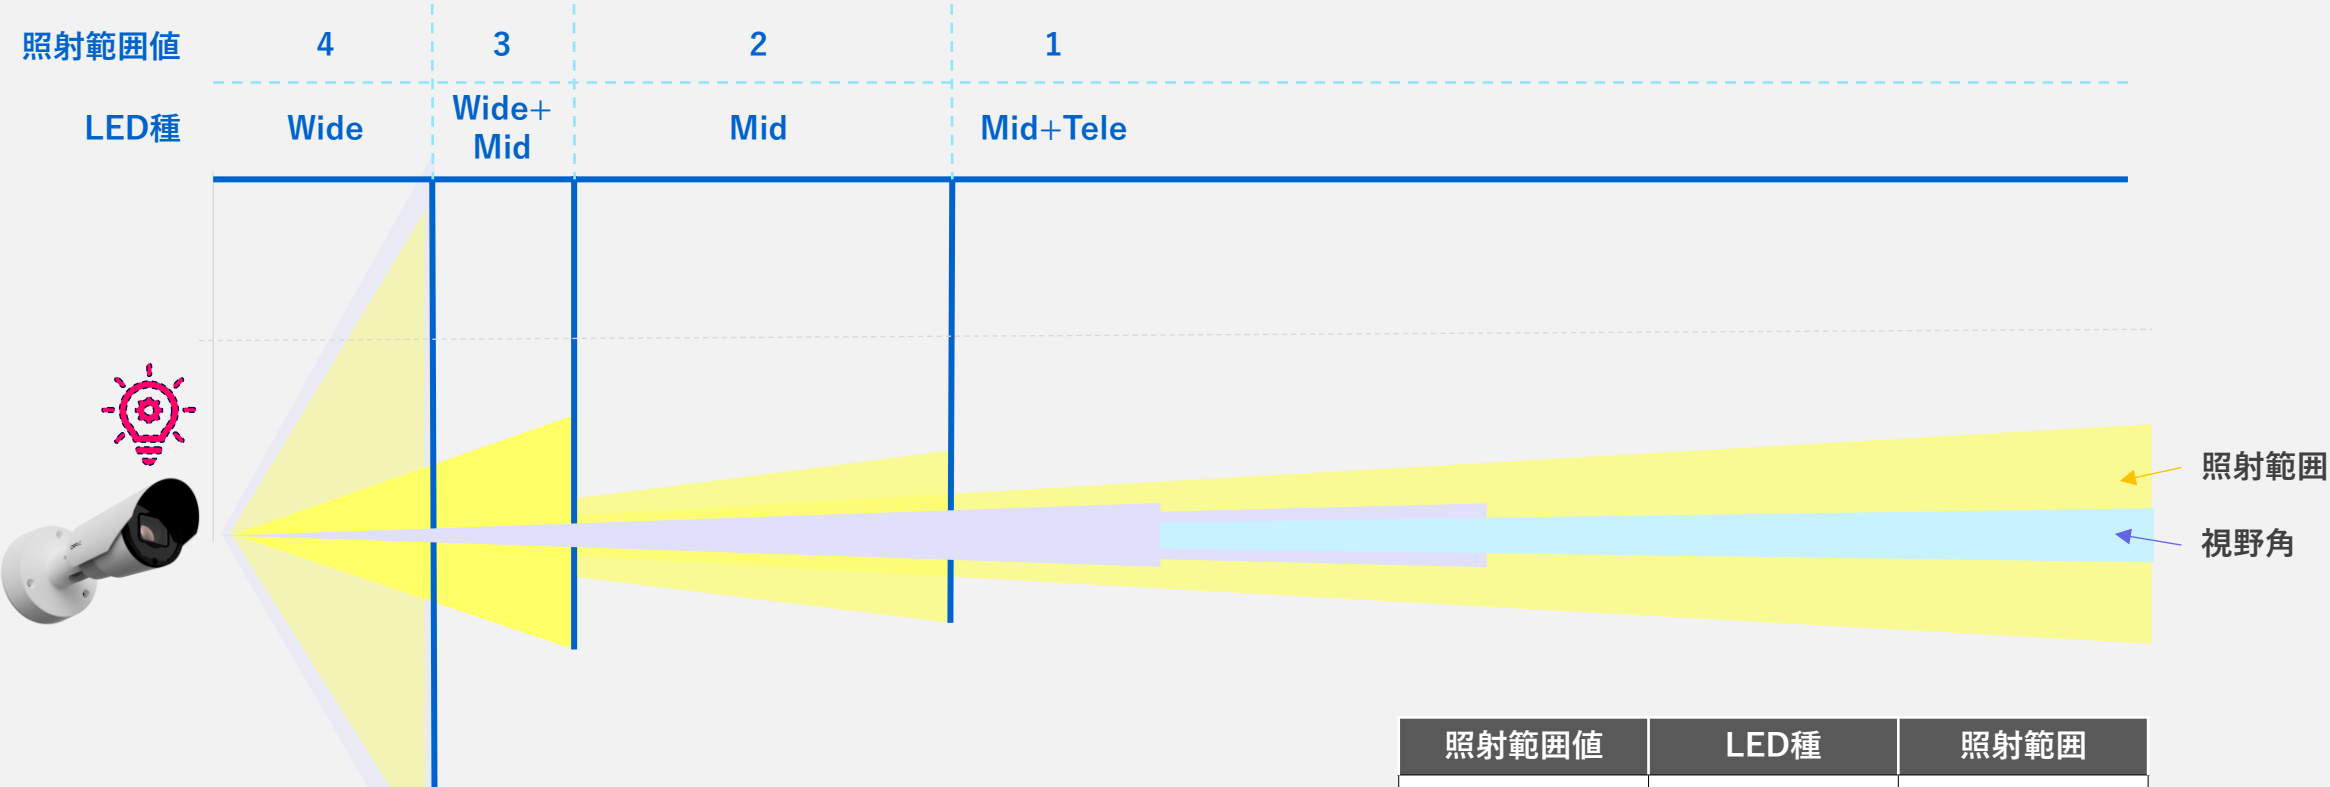 照射範囲値 4 3 2 1
LED種 Wide Wide+ Mid Mid Mid+Tele
照射範囲
視野角
照射範囲値 LED種 照射範囲